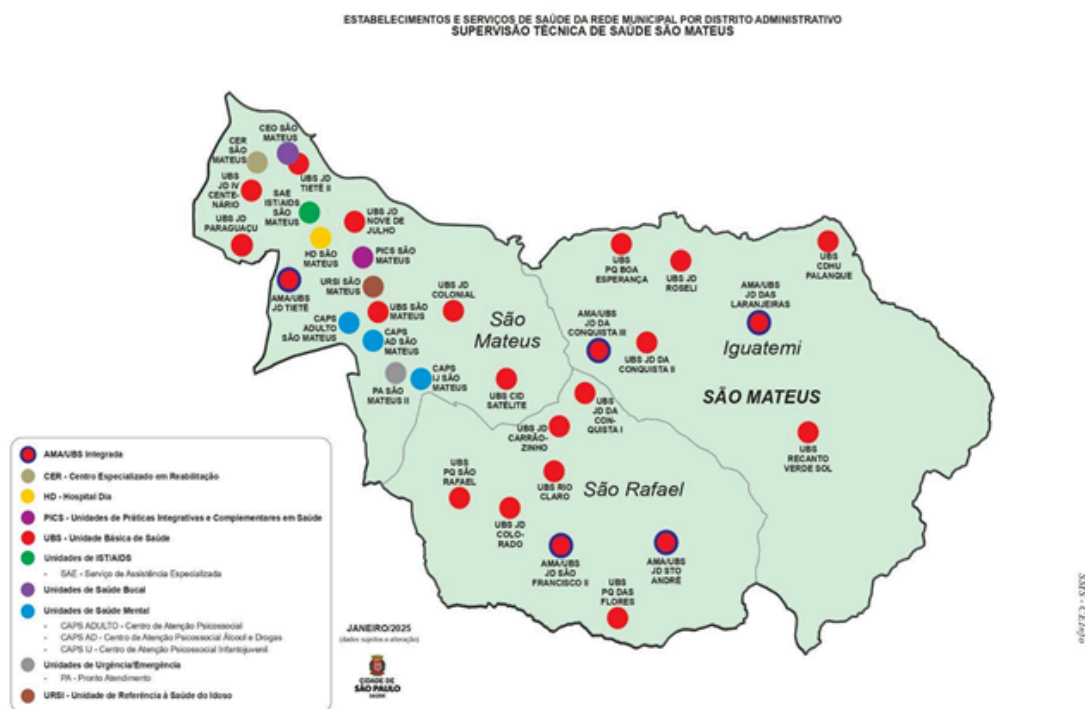 ESTABELECIMENTOS E SERVIÇOS DE SAÚDE DA REDE MUNICIPAL POR DISTRITO ADMINISTRATIVO
SUPERVISÃO TÉCNICA DE SAÚDE SÃO MATEUS
CEO SÃO
MATEUS
CER
SÃO
MATEUS
UBS JD
TIETÊ II
UBS
JD IV
CENTE-
NÁRIO
SAE
IST/AIDS
SÃO
MATEUS
UBS JD
PARAGUAÇU
UBS JD
NOVE DE
JULHO
HD SÃO
MATEUS
PICS SÃO
MATEUS
AMA/UBS
JD TIETÊ
URSI SÃO
MATEUS
UBS SÃO
MATEUS
UBS JD
COLONIAL
CAPS
ADULTO
SÃO MATEUS
CAPS
AD SÃO
MATEUS
PA SÃO
MATEUS II
CAPS
IJ SÃO
MATEUS
São
Mateus
UBS CID
SATÉLITE
UBS
PQ BOA
ESPERANÇA
UBS JD
ROSELI
UBS
CDHU
PALANQUE
AMA/UBS
JD DAS
LARANJEIRAS
AMA/UBS
JD DA
CONQUISTA III
UBS JD DA
CONQUISTA II
Iguatemi
SÃO MATEUS
UBS
JD DA
CON-
QUISTA I
UBS
RECANTO
VERDE SOL
UBS JD
CARRÃO-
ZINHO
UBS
PQ SÃO
RAFAEL
UBS RIO
CLARO
São Rafael
UBS JD
COLO-
RADO
AMA/UBS
JD SÃO
FRANCISCO II
AMA/UBS
JD STO
ANDRÉ
UBS
PQ DAS
FLORES
AMA/UBS Integrada
CER - Centro Especializado em Reabilitação
HD - Hospital Dia
PICS - Unidades de Práticas Integrativas e Complementares em Saúde
UBS - Unidade Básica de Saúde
Unidades de IST/AIDS
- SAE - Serviço de Assistência Especializada
Unidades de Saúde Bucal
Unidades de Saúde Mental
- CAPS ADULTO - Centro de Atenção Psicossocial
- CAPS AD - Centro de Atenção Psicossocial Álcool e Drogas
- CAPS IJ - Centro de Atenção Psicossocial Infantojuvenil
Unidades de Urgência/Emergência
- PA - Pronto Atendimento
URSI - Unidade de Referência à Saúde do Idoso
JANEIRO/2025
(dados sujeitos a alteração)
CIDADE DE
SÃO PAULO
SAÚDE
SMS - CEInfo